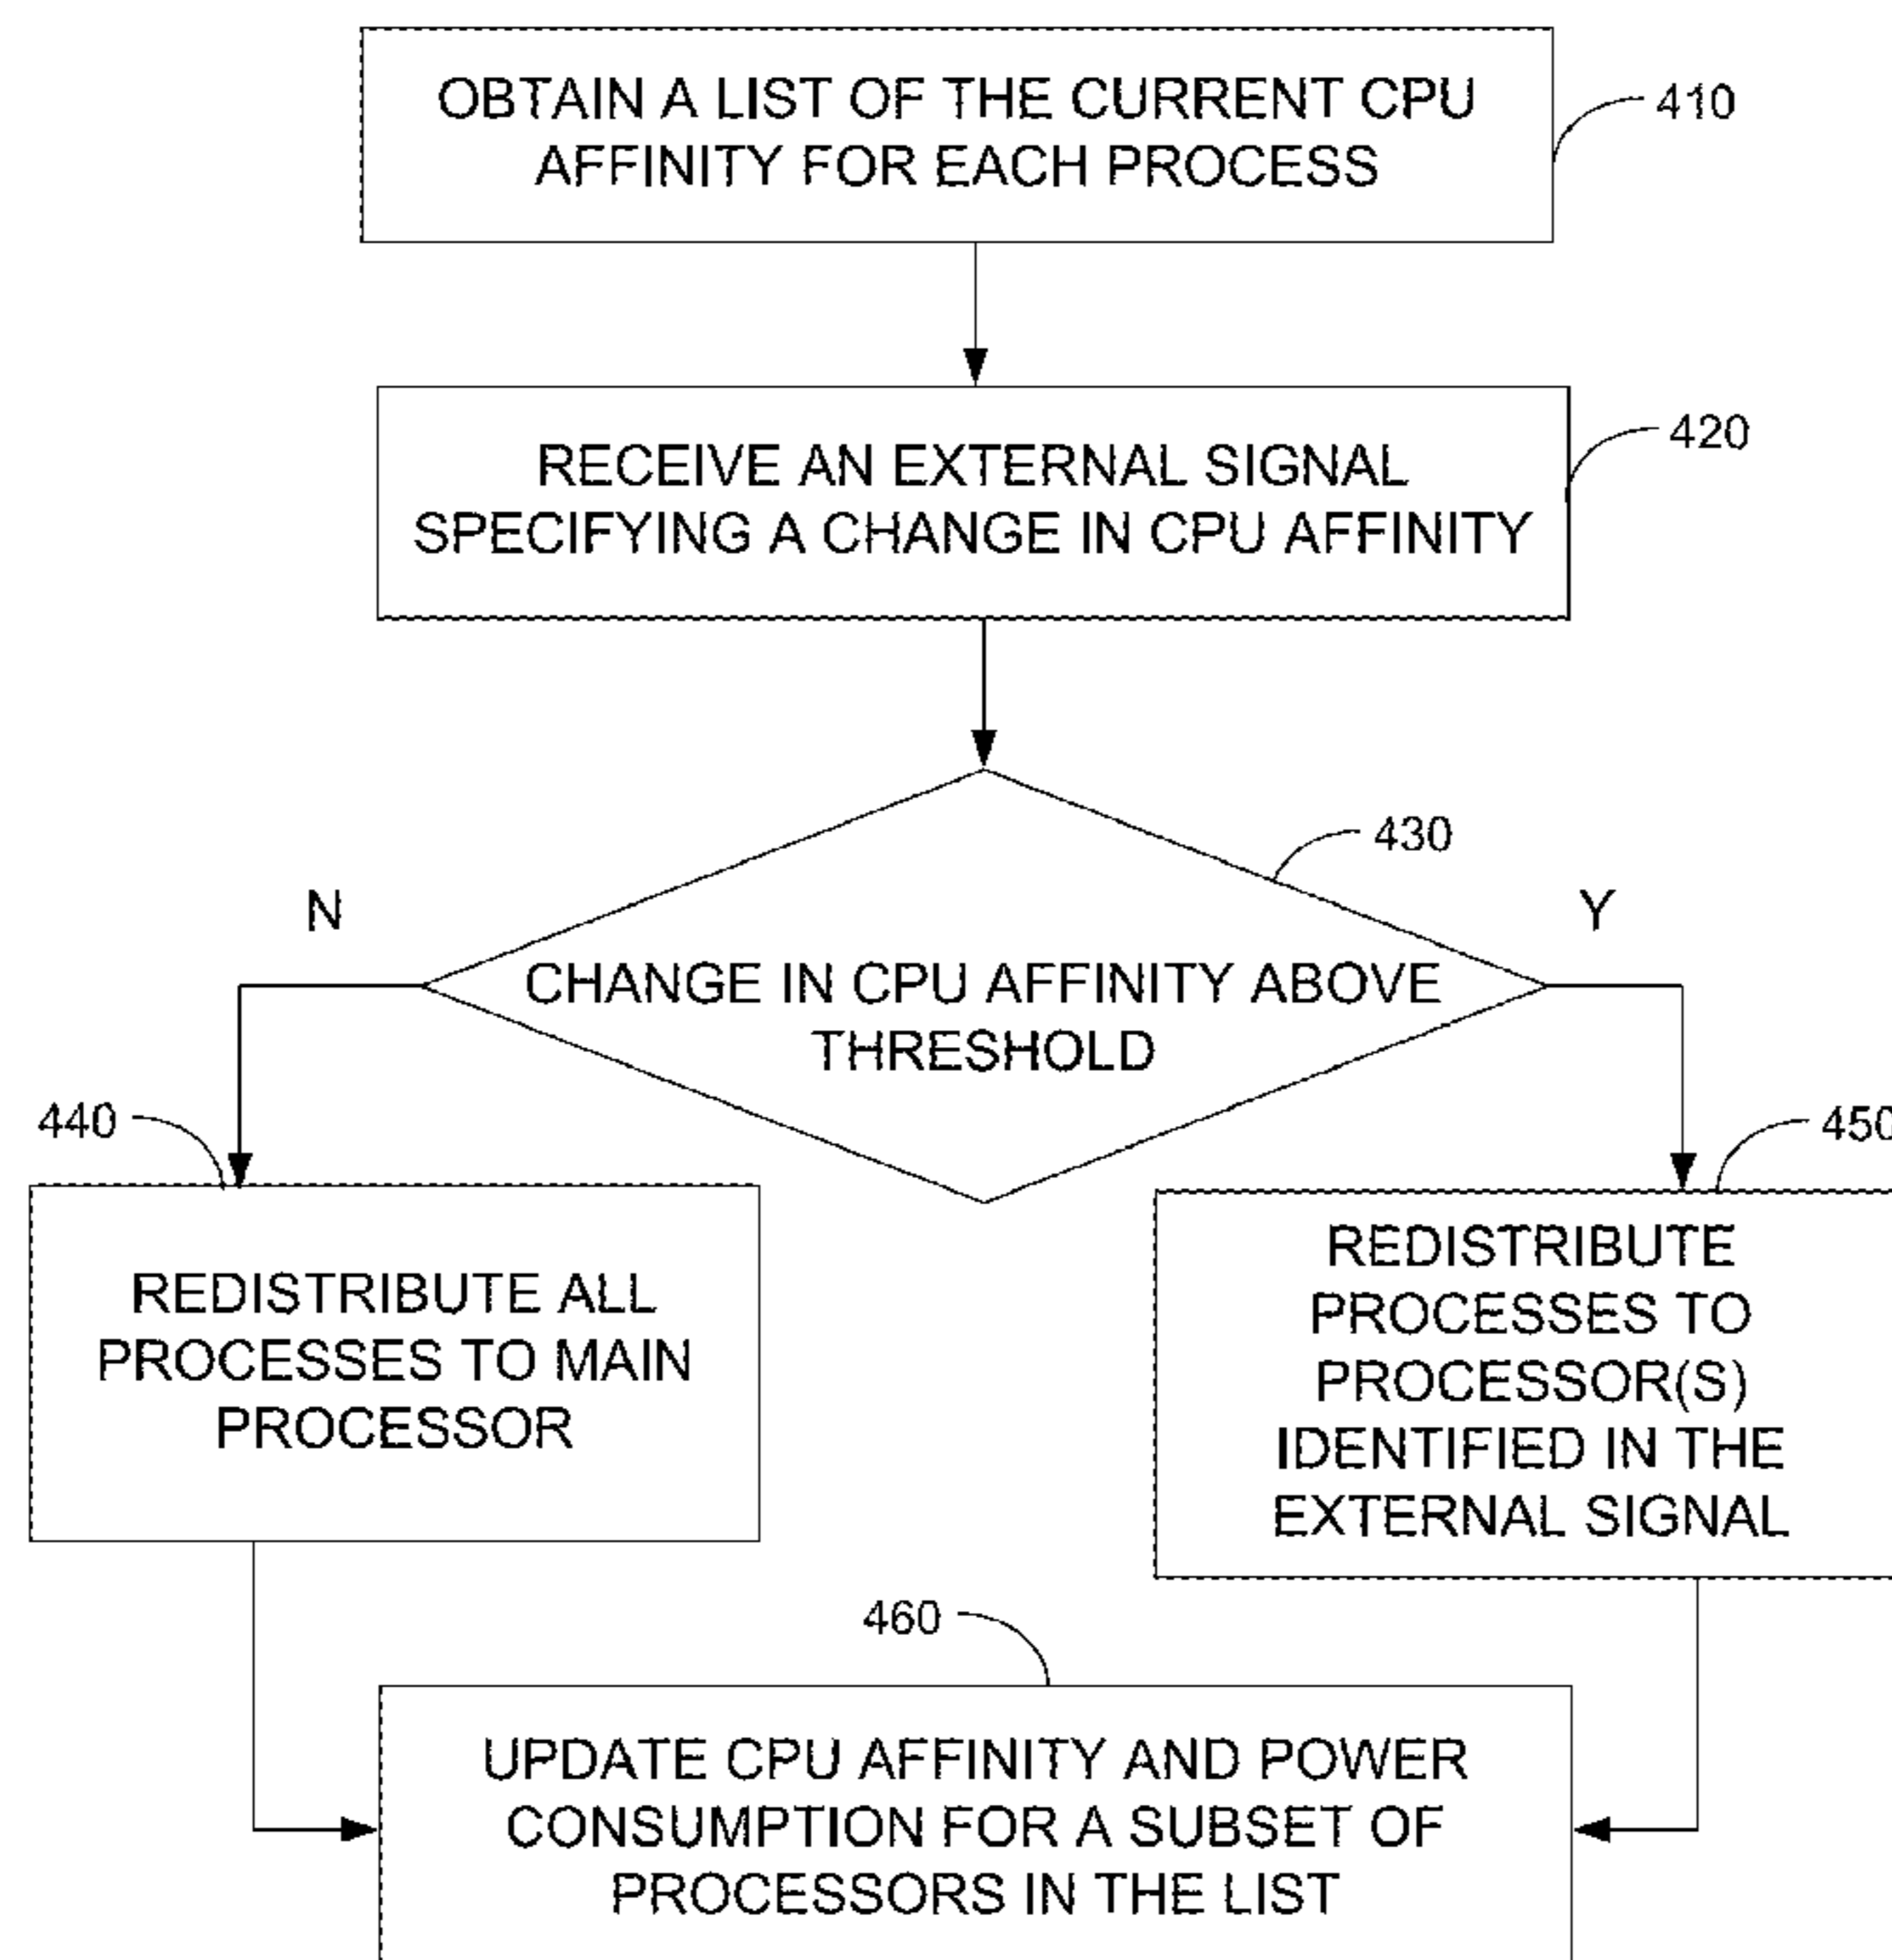 OBTAIN A LIST OF THE CURRENT CPU
AFFINITY FOR EACH PROCESS
410
RECEIVE AN EXTERNAL SIGNAL
SPECIFYING A CHANGE IN CPU AFFINITY
420
430
N
Y
CHANGE IN CPU AFFINITY ABOVE
THRESHOLD
440
450
REDISTRIBUTE ALL
PROCESSES TO MAIN
PROCESSOR
REDISTRIBUTE
PROCESSES TO
PROCESSOR(S)
IDENTIFIED IN THE
EXTERNAL SIGNAL
460
UPDATE CPU AFFINITY AND POWER
CONSUMPTION FOR A SUBSET OF
PROCESSORS IN THE LIST